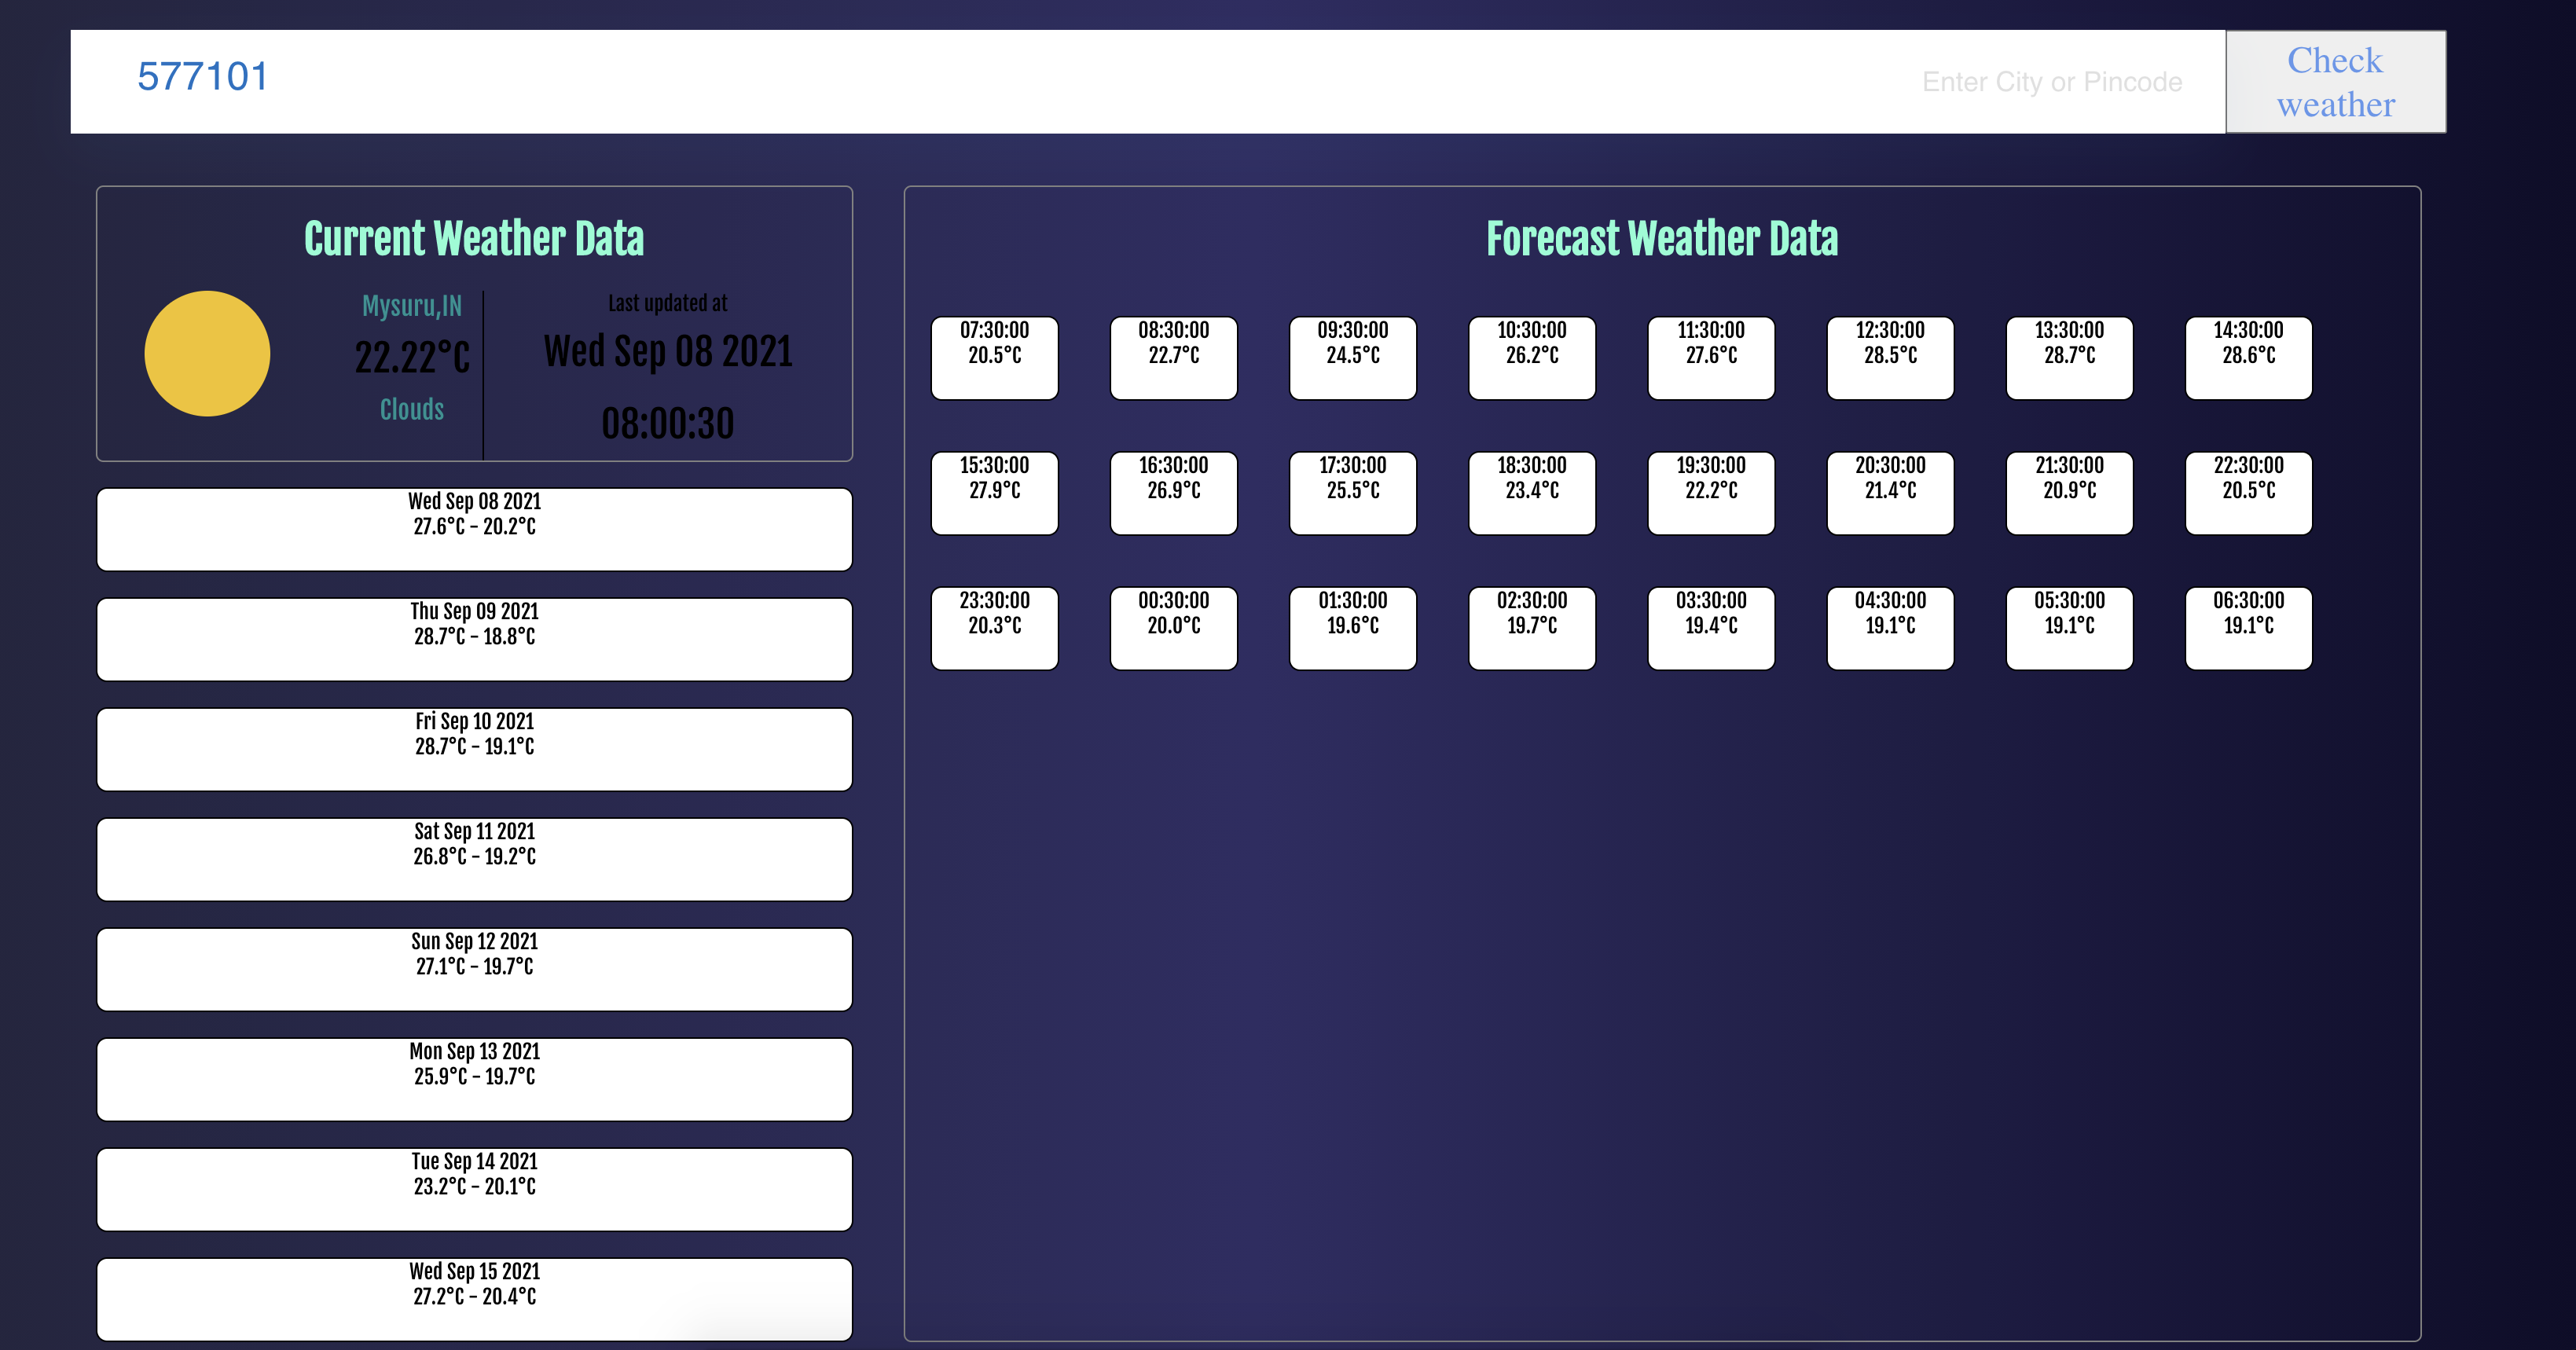 577101
Enter City or Pincode
Check
weather
Current Weather Data
Mysuru,IN
22.22°C
Clouds
Last updated at
Wed Sep 08 2021
08:00:30
Wed Sep 08 2021
27.6°C - 20.2°C
Thu Sep 09 2021
28.7°C - 18.8°C
Fri Sep 10 2021
28.7°C - 19.1°C
Sat Sep 11 2021
26.8°C - 19.2°C
Sun Sep 12 2021
27.1°C - 19.7°C
Mon Sep 13 2021
25.9°C - 19.7°C
Tue Sep 14 2021
23.2°C - 20.1°C
Wed Sep 15 2021
27.2°C - 20.4°C
Forecast Weather Data
07:30:00
20.5°C
08:30:00
22.7°C
09:30:00
24.5°C
10:30:00
26.2°C
11:30:00
27.6°C
12:30:00
28.5°C
13:30:00
28.7°C
14:30:00
28.6°C
15:30:00
27.9°C
16:30:00
26.9°C
17:30:00
25.5°C
18:30:00
23.4°C
19:30:00
22.2°C
20:30:00
21.4°C
21:30:00
20.9°C
22:30:00
20.5°C
23:30:00
20.3°C
00:30:00
20.0°C
01:30:00
19.6°C
02:30:00
19.7°C
03:30:00
19.4°C
04:30:00
19.1°C
05:30:00
19.1°C
06:30:00
19.1°C